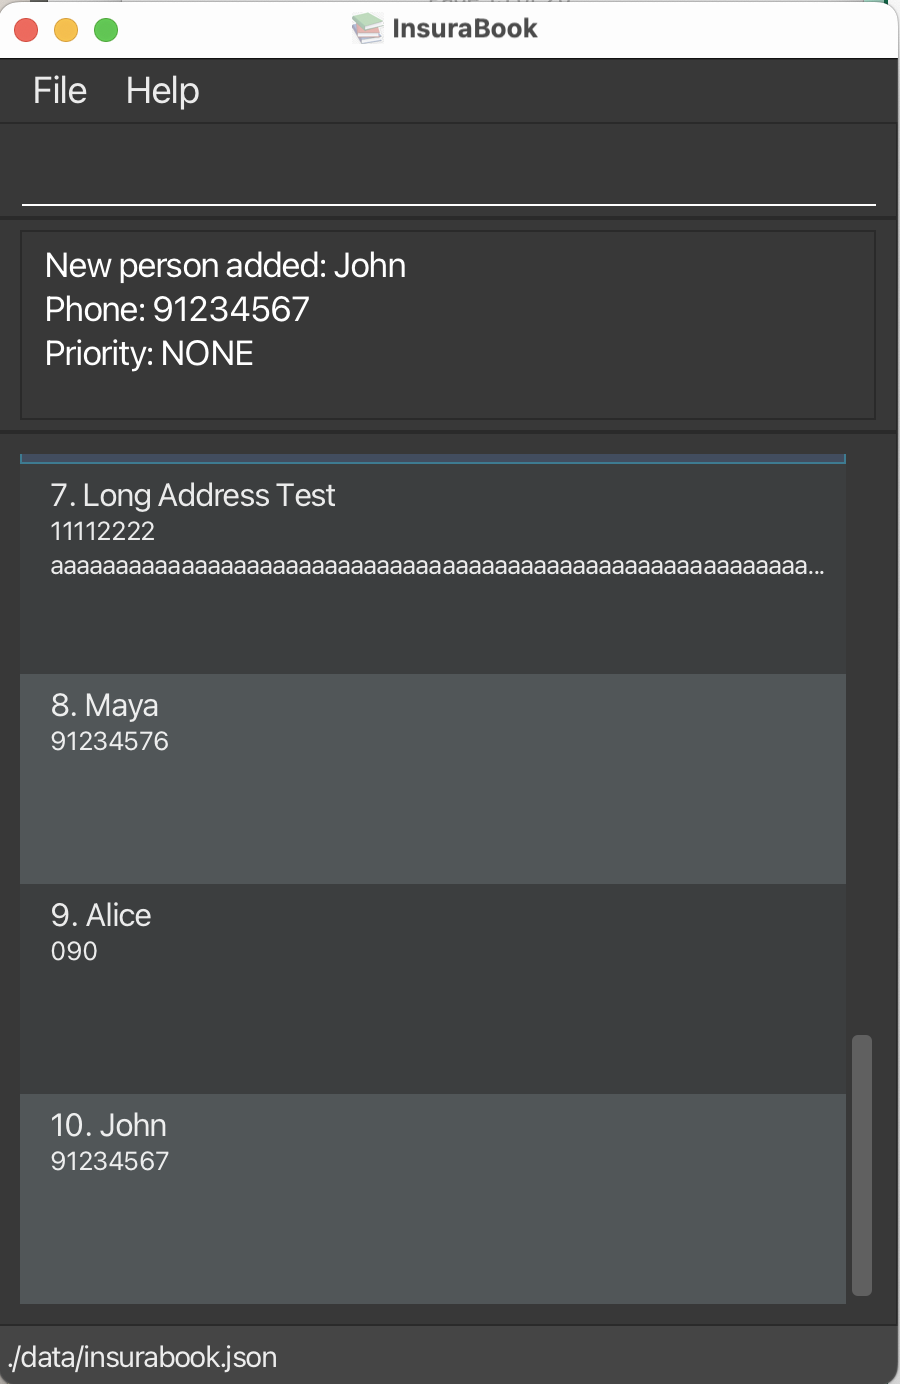 InsuraBook
File Help
New person added: John
Phone: 91234567
Priority: NONE
7. Long Address Test
11112222
aaaaaaaaaaaaaaaaaaaaaaaaaaaaaaaaaaaaaaaaaaaaaaaaaaaaaaaaaa...
8. Maya
91234576
9. Alice
090
10. John
91234567
./data/insurabook.json